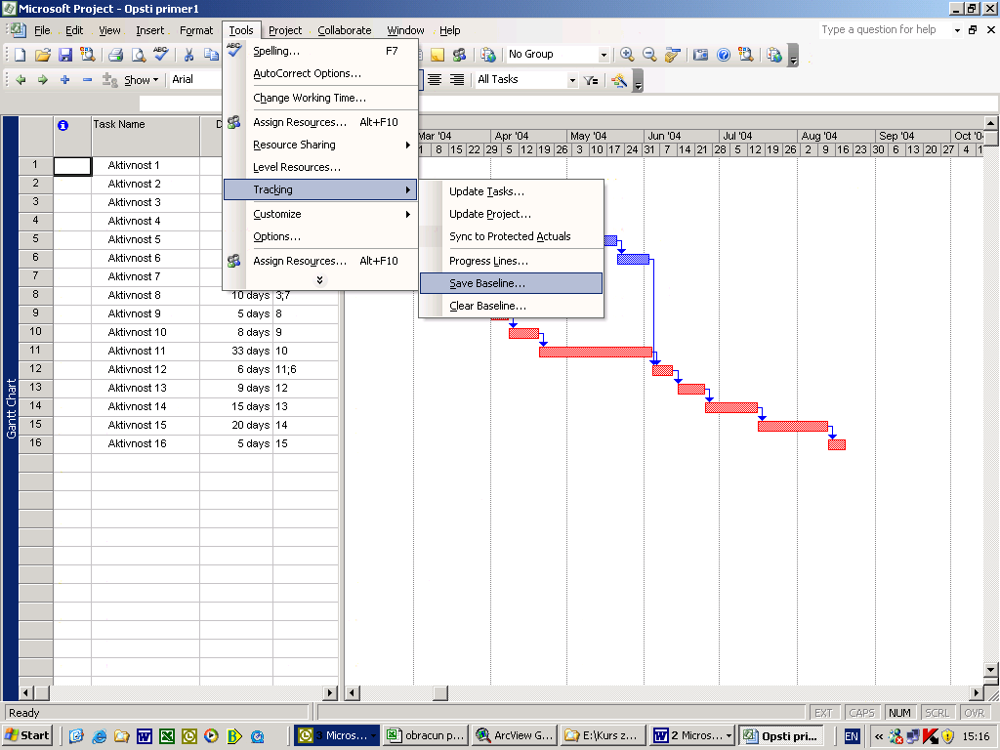 Microsoft Project - Opsti primer1
File Edit View Insert Format Tools Project Collaborate Window Help
Type a question for help
No Group
Show Arial All Tasks
Spelling... F7
AutoCorrect Options...
Change Working Time...
Assign Resources... Alt+F10
Resource Sharing
Level Resources...
Tracking
Customize
Options...
Assign Resources... Alt+F10
Update Tasks...
Update Project...
Sync to Protected Actuals
Progress Lines...
Save Baseline...
Clear Baseline...
Task Name D
Mar '04 Apr '04 May '04 Jun '04 Jul '04 Aug '04 Sep '04 Oct '0
1 8 15 22 29 5 12 19 26 3 10 17 24 31 7 14 21 28 5 12 19 26 2 9 16 23 30 6 13 20 27 4 1
1 Aktivnost 1
2 Aktivnost 2
3 Aktivnost 3
4 Aktivnost 4
5 Aktivnost 5
6 Aktivnost 6
7 Aktivnost 7
8 Aktivnost 8 10 days 3;7
9 Aktivnost 9 5 days 8
10 Aktivnost 10 8 days 9
11 Aktivnost 11 33 days 10
12 Aktivnost 12 6 days 11;6
13 Aktivnost 13 9 days 12
14 Aktivnost 14 15 days 13
15 Aktivnost 15 20 days 14
16 Aktivnost 16 5 days 15
Gantt Chart
Ready EXT CAPS NUM SCRL OVR
Start 3 Micros... obracun p... ArcView G... E:\Kurs z... 2 Micros... Opsti pri... EN « 15:16